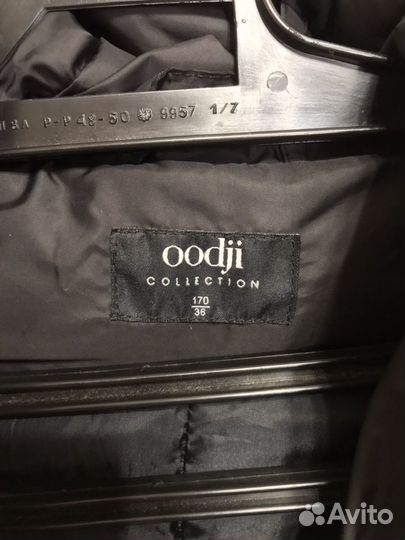 Р-Р 48-50 9957 1/7
oodji
COLLECTION
170
36
Avito